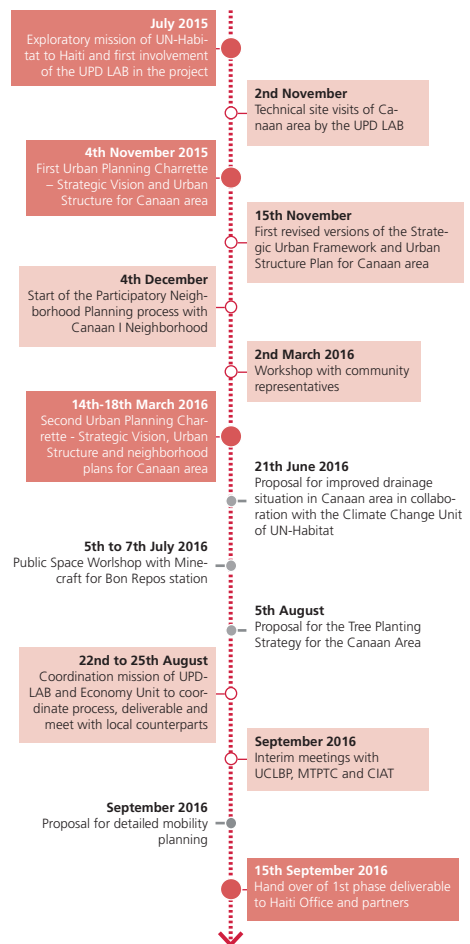 July 2015
Exploratory mission of UN-Habi-
tat to Haiti and first involvement
of the UPD LAB in the project
2nd November
Technical site visits of Ca-
naan area by the UPD LAB
4th November 2015
First Urban Planning Charrette
– Strategic Vision and Urban
Structure for Canaan area
15th November
First revised versions of the Strate-
gic Urban Framework and Urban
Structure Plan for Canaan area
4th December
Start of the Participatory Neigh-
borhood Planning process with
Canaan I Neighborhood
2nd March 2016
Workshop with community
representatives
14th-18th March 2016
Second Urban Planning Char-
rette - Strategic Vision, Urban
Structure and neighborhood
plans for Canaan area
21th June 2016
Proposal for improved drainage
situation in Canaan area in collabo-
ration with the Climate Change Unit
of UN-Habitat
5th to 7th July 2016
Public Space Worlshop with Mine-
craft for Bon Repos station
5th August
Proposal for the Tree Planting
Strategy for the Canaan Area
22nd to 25th August
Coordination mission of UPD-
LAB and Economy Unit to coor-
dinate process, deliverable and
meet with local counterparts
September 2016
Interim meetings with
UCLBP, MTPTC and CIAT
September 2016
Proposal for detailed mobility
planning
15th September 2016
Hand over of 1st phase deliverable
to Haiti Office and partners